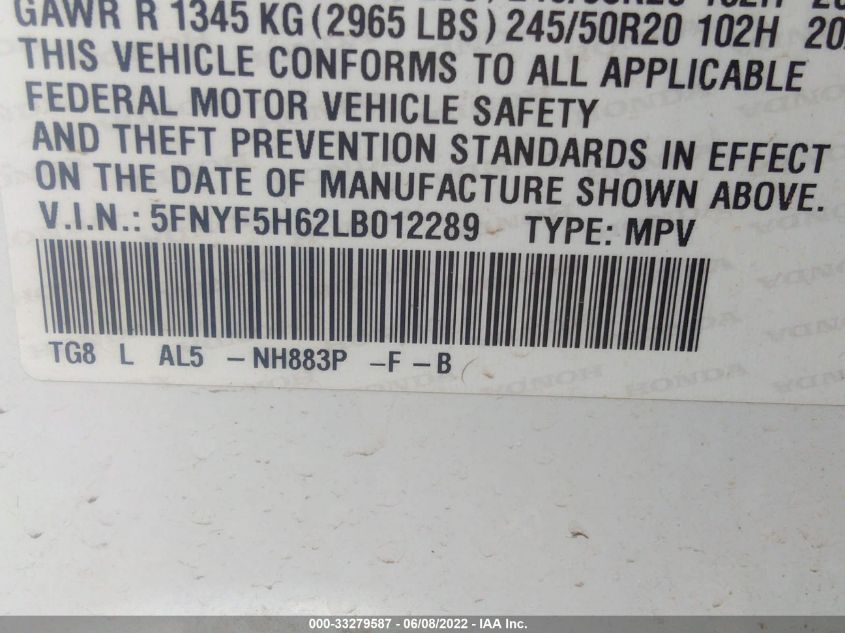 GAWR R 1345 KG (2965 LBS) 245/50R20 102H
THIS VEHICLE CONFORMS TO ALL APPLICABLE
FEDERAL MOTOR VEHICLE SAFETY
AND THEFT PREVENTION STANDARDS IN EFFECT
ON THE DATE OF MANUFACTURE SHOWN ABOVE.
V.I.N.: 5FNYF5H62LB012289 TYPE: MPV
TG8 L AL5 -NH883P -F -B
HONDA HONDA
000-33279587 - 06/08/2022 - © IAA Inc.